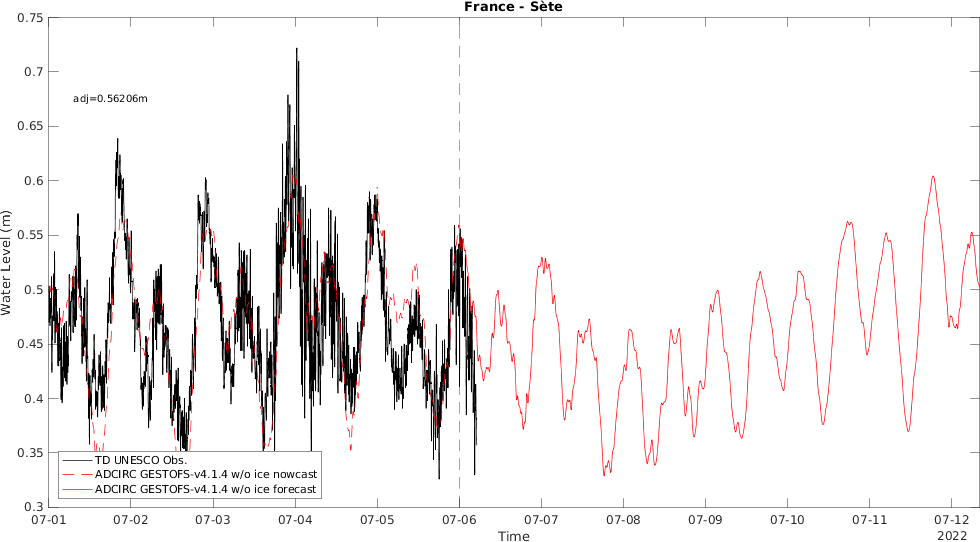 France - Sète
0.75
0.7
0.65
0.6
0.55
0.5
0.45
0.4
0.35
0.3
Water Level (m)
adj=0.56206m
TD UNESCO Obs.
ADCIRC GESTOFS-v4.1.4 w/o ice nowcast
ADCIRC GESTOFS-v4.1.4 w/o ice forecast
07-01 07-02 07-03 07-04 07-05 07-06 07-07 07-08 07-09 07-10 07-11 07-12
Time
2022